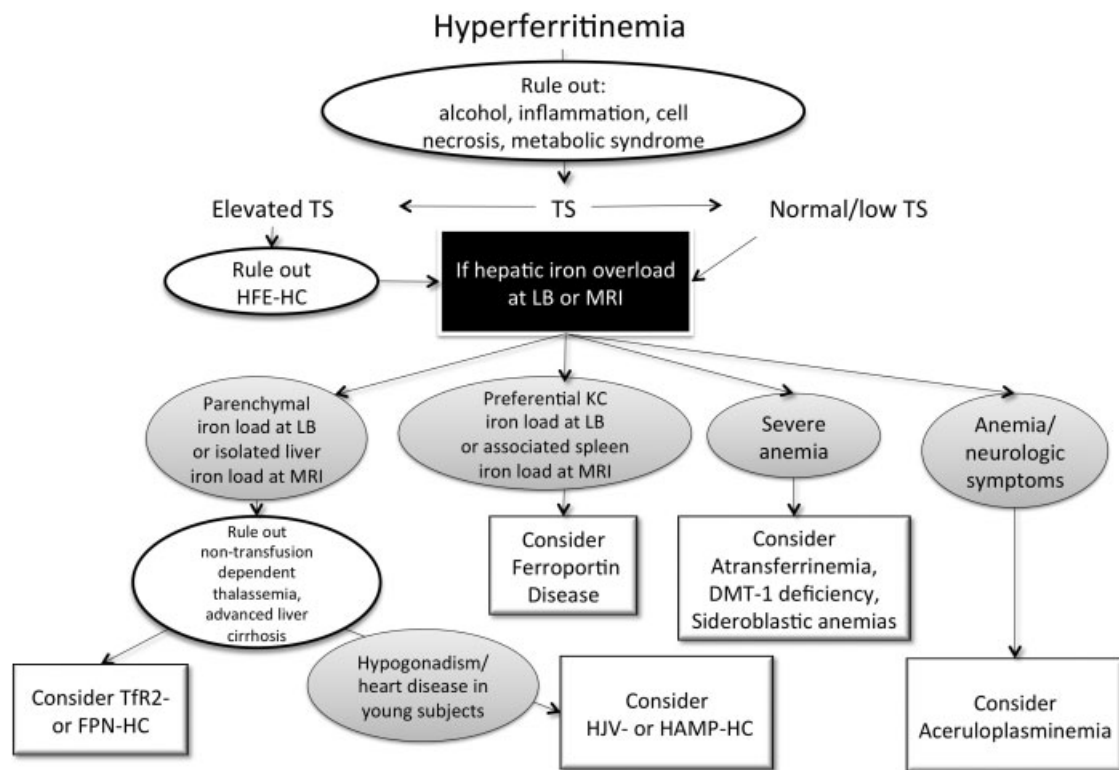 Hyperferritinemia
Rule out:
alcohol, inflammation, cell
necrosis, metabolic syndrome
Elevated TS
TS
Normal/low TS
Rule out
HFE-HC
If hepatic iron overload
at LB or MRI
Parenchymal
iron load at LB
or isolated liver
iron load at MRI
Preferential KC
iron load at LB
or associated spleen
iron load at MRI
Severe
anemia
Anemia/
neurologic
symptoms
Rule out
non-transfusion
dependent
thalassemia,
advanced liver
cirrhosis
Consider
Ferroportin
Disease
Consider
Atransferrinemia,
DMT-1 deficiency,
Sideroblastic anemias
Consider TfR2-
or FPN-HC
Hypogonadism/
heart disease in
young subjects
Consider
HJV- or HAMP-HC
Consider
Aceruloplasminemia